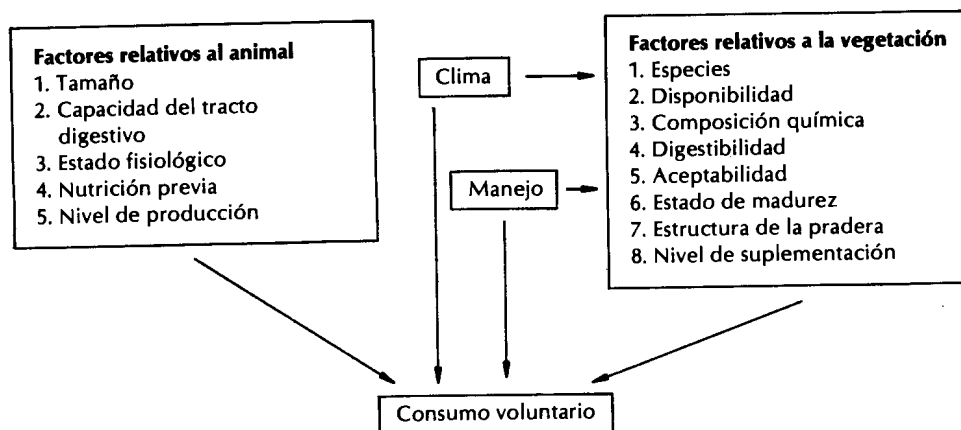 Factores relativos al animal
1. Tamaño
2. Capacidad del tracto
digestivo
3. Estado fisiológico
4. Nutrición previa
5. Nivel de producción
Clima
Manejo
Factores relativos a la vegetación
1. Especies
2. Disponibilidad
3. Composición química
4. Digestibilidad
5. Aceptabilidad
6. Estado de madurez
7. Estructura de la pradera
8. Nivel de suplementación
Consumo voluntario